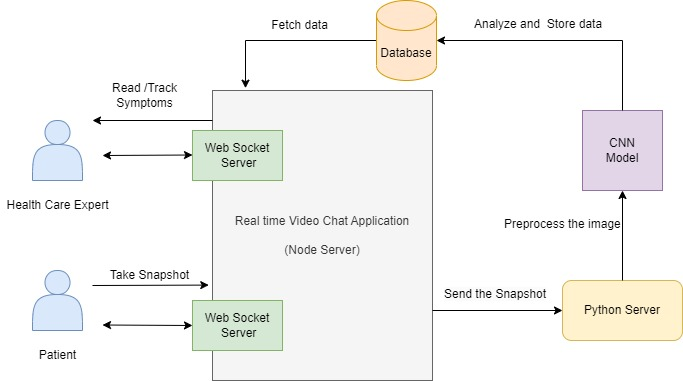 Fetch data
Analyze and Store data
Database
Read /Track
Symptoms
Web Socket
Server
CNN
Model
Health Care Expert
Real time Video Chat Application
(Node Server)
Preprocess the image
Take Snapshot
Send the Snapshot
Python Server
Web Socket
Server
Patient